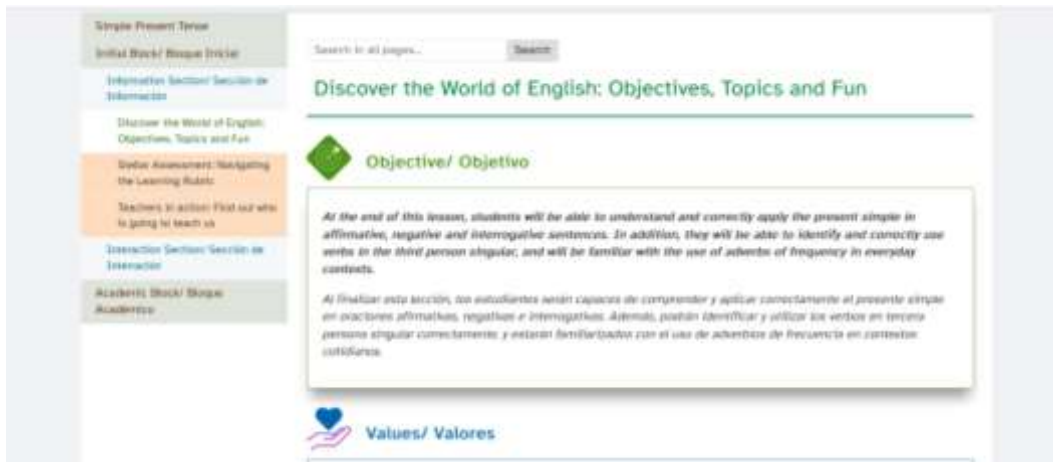 Simple Present Tense
Initial Block/ Bloque Inicial
Information Section/ Sección de
Información
Discover the World of English:
Objectives, Topics and Fun
Stellar Assessment: Navigating
the Learning Rubric
Teachers in action: Find out who
is going to teach us
Interaction Section/ Sección de
Interacción
Academic Block/ Bloque
Académico
Search in all pages...
Search
Discover the World of English: Objectives, Topics and Fun
Objective/ Objetivo
At the end of this lesson, students will be able to understand and correctly apply the present simple in
affirmative, negative and interrogative sentences. In addition, they will be able to identify and correctly use
verbs in the third person singular, and will be familiar with the use of adverbs of frequency in everyday
contexts.
Al finalizar esta lección, los estudiantes serán capaces de comprender y aplicar correctamente el presente simple
en oraciones afirmativas, negativas e interrogativas. Además, podrán identificar y utilizar los verbos en tercera
persona singular correctamente, y estarán familiarizados con el uso de adverbios de frecuencia en contextos
cotidianos.
Values/ Valores